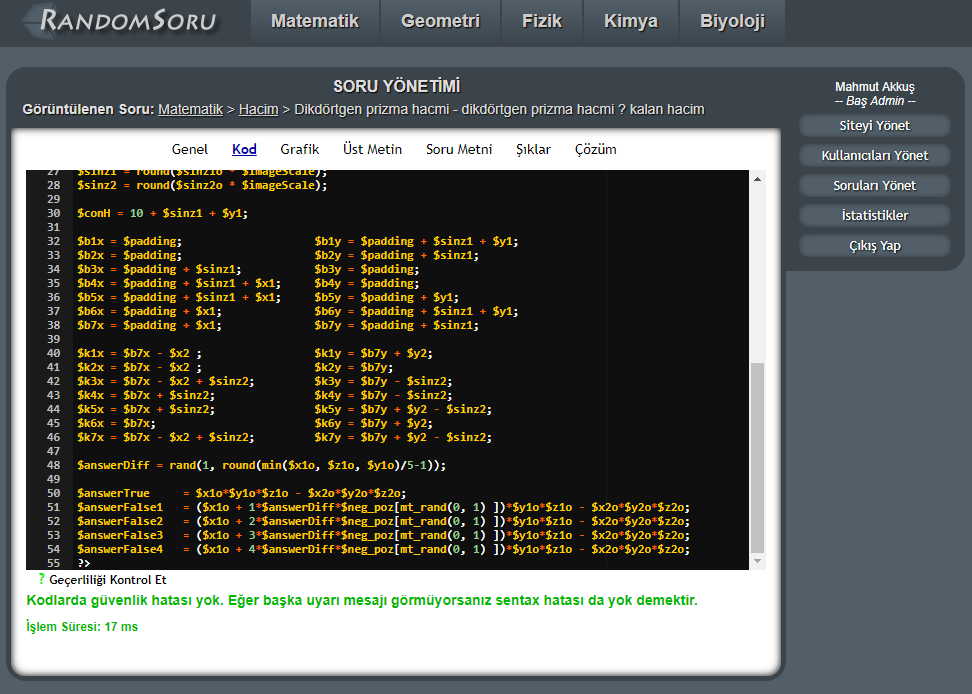 RANDOMSORU
Matematik Geometri Fizik Kimya Biyoloji
SORU YÖNETİMİ
Görüntülenen Soru: Matematik > Hacim > Dikdörtgen prizma hacmi - dikdörtgen prizma hacmi ? kalan hacim
Mahmut Akkuş
-- Baş Admin --
Siteyi Yönet
Kullanıcıları Yönet
Soruları Yönet
İstatistikler
Çıkış Yap
Genel Kod Grafik Üst Metin Soru Metni Şıklar Çözüm
27 $sinz1 = round($sinz1o * $imageScale);
28 $sinz2 = round($sinz2o * $imageScale);
29
30 $conH = 10 + $sinz1 + $y1;
31
32 $b1x = $padding; $b1y = $padding + $sinz1 + $y1;
33 $b2x = $padding; $b2y = $padding + $sinz1;
34 $b3x = $padding + $sinz1; $b3y = $padding;
35 $b4x = $padding + $sinz1 + $x1; $b4y = $padding;
36 $b5x = $padding + $sinz1 + $x1; $b5y = $padding + $y1;
37 $b6x = $padding + $x1; $b6y = $padding + $sinz1 + $y1;
38 $b7x = $padding + $x1; $b7y = $padding + $sinz1;
39
40 $k1x = $b7x - $x2 ; $k1y = $b7y + $y2;
41 $k2x = $b7x - $x2 ; $k2y = $b7y;
42 $k3x = $b7x - $x2 + $sinz2; $k3y = $b7y - $sinz2;
43 $k4x = $b7x + $sinz2; $k4y = $b7y - $sinz2;
44 $k5x = $b7x + $sinz2; $k5y = $b7y + $y2 - $sinz2;
45 $k6x = $b7x; $k6y = $b7y + $y2;
46 $k7x = $b7x - $x2 + $sinz2; $k7y = $b7y + $y2 - $sinz2;
47
48 $answerDiff = rand(1, round(min($x1o, $z1o, $y1o)/5-1));
49
50 $answerTrue = $x1o*$y1o*$z1o - $x2o*$y2o*$z2o;
51 $answerFalse1 = ($x1o + 1*$answerDiff*$neg_poz[mt_rand(0, 1) ])*$y1o*$z1o - $x2o*$y2o*$z2o;
52 $answerFalse2 = ($x1o + 2*$answerDiff*$neg_poz[mt_rand(0, 1) ])*$y1o*$z1o - $x2o*$y2o*$z2o;
53 $answerFalse3 = ($x1o + 3*$answerDiff*$neg_poz[mt_rand(0, 1) ])*$y1o*$z1o - $x2o*$y2o*$z2o;
54 $answerFalse4 = ($x1o + 4*$answerDiff*$neg_poz[mt_rand(0, 1) ])*$y1o*$z1o - $x2o*$y2o*$z2o;
55 ?>
? Geçerliliği Kontrol Et
Kodlarda güvenlik hatası yok. Eğer başka uyarı mesajı görmüyorsanız sentax hatası da yok demektir.
İşlem Süresi: 17 ms